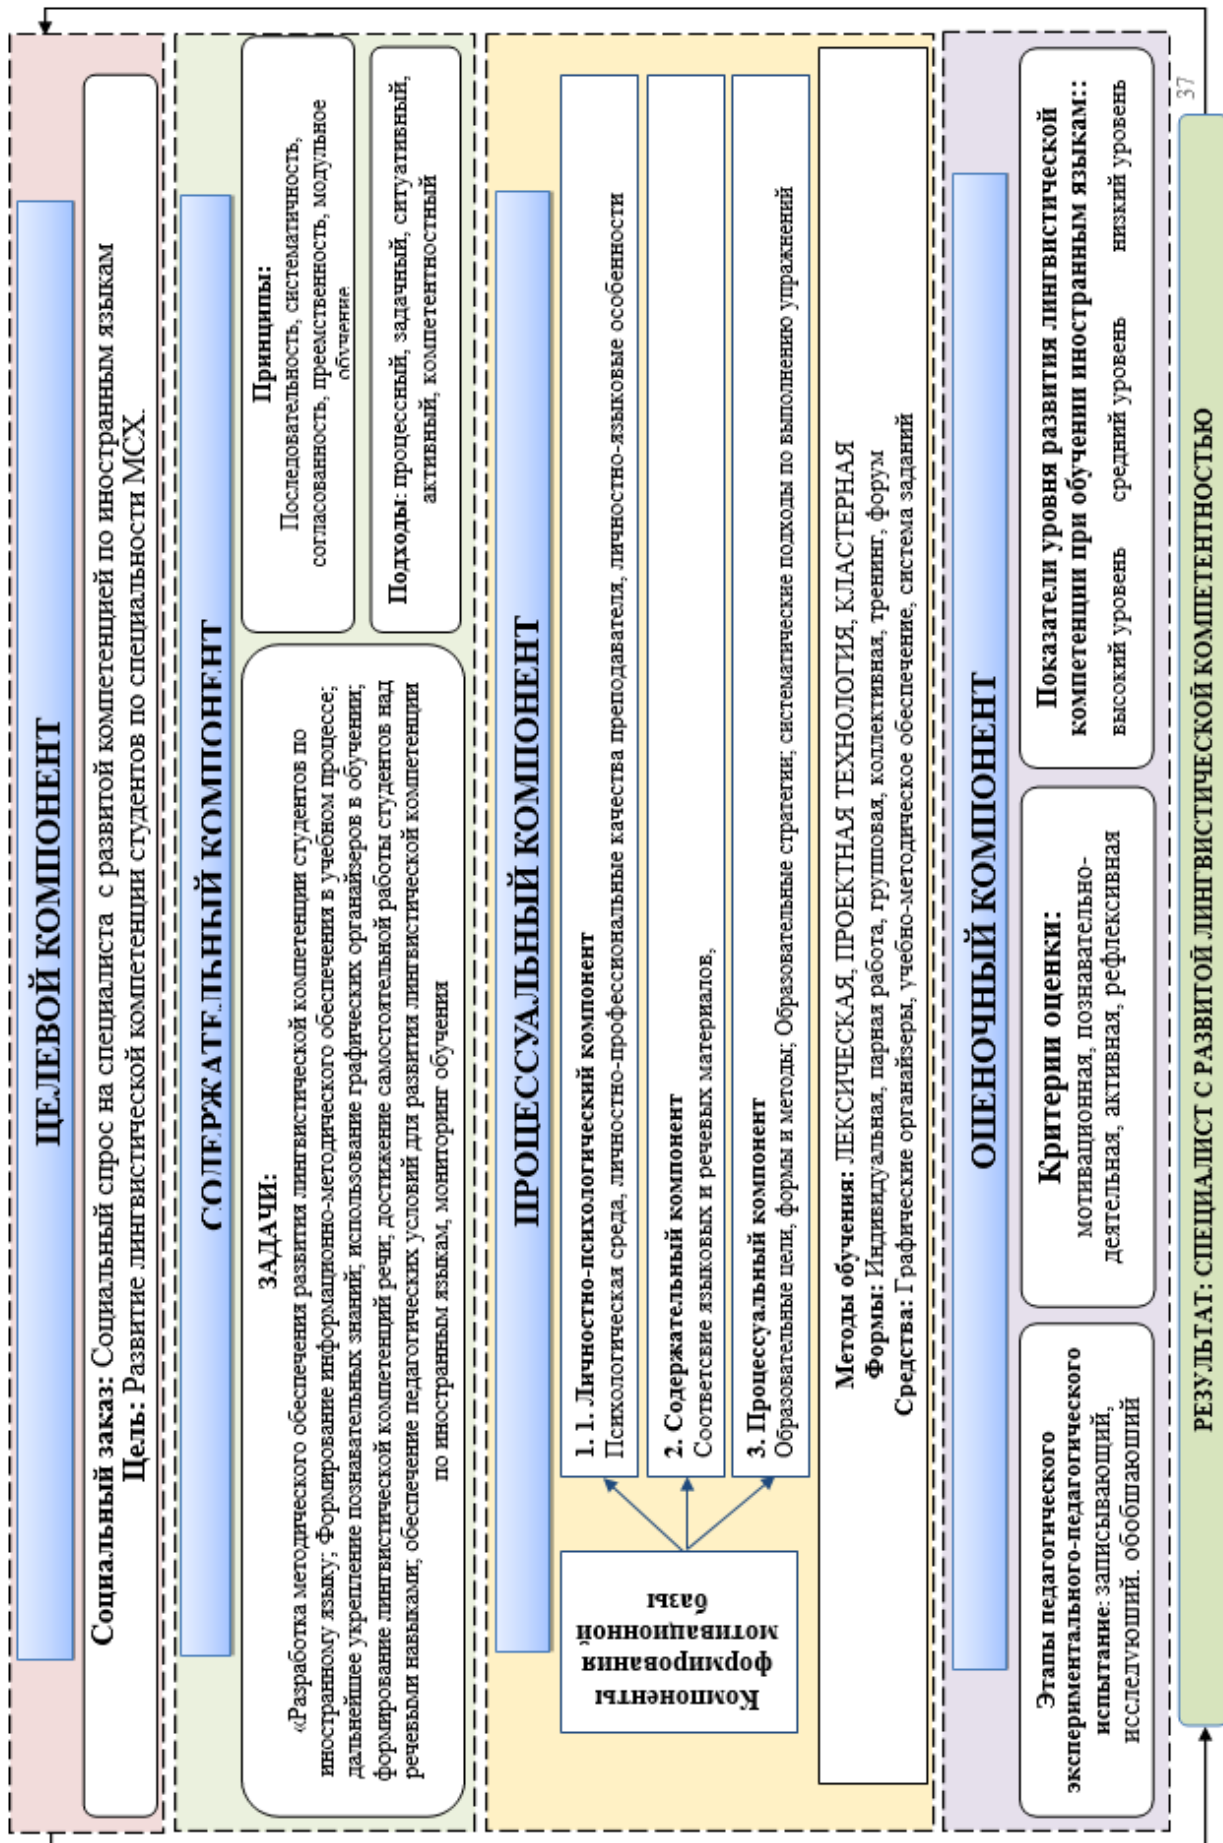 ЦЕЛЕВОЙ КОМПОНЕНТ
Социальный заказ: Социальный спрос на специалиста с развитой компетенцией по иностранным языкам
Цель: Развитие лингвистической компетенции студентов по специальности МСХ.
СОДЕРЖАТЕЛЬНЫЙ КОМПОНЕНТ
ЗАДАЧИ:
«Разработка методического обеспечения развития лингвистической компетенции студентов по
иностранному языку; Формирование информационно-методического обеспечения в учебном процессе;
дальнейшее укрепление познавательных знаний; использование графических органайзеров в обучении;
формирование лингвистической компетенций речи; достижение самостоятельной работы студентов над
речевыми навыками; обеспечение педагогических условий для развития лингвистической компетенции
по иностранным языкам, мониторинг обучения
Принципы:
Последовательность, систематичность,
согласованность, преемственность, модульное
обучение.
Подходы: процессный, задачный, ситуативный,
активный, компетентностный
ПРОЦЕССУАЛЬНЫЙ КОМПОНЕНТ
Компоненты
формирования
мотивационной
базы
1. 1. Личностно-психологический компонент
Психологическая среда, личностно-профессиональные качества преподавателя, личностно-языковые особенности
2. Содержательный компонент
Соответсвие языковых и речевых материалов,
3. Процессуальный компонент
Образовательные цели, формы и методы; Образовательные стратегии; систематические подходы по выполнению упражнений
Методы обучения: ЛЕКСИЧЕСКАЯ, ПРОЕКТНАЯ ТЕХНОЛОГИЯ, КЛАСТЕРНАЯ
Формы: Индивидуальная, парная работа, групповая, коллективная, тренинг, форум
Средства: Графические органайзеры, учебно-методическое обеспечение, система заданий
ОЦЕНОЧНЫЙ КОМПОНЕНТ
Этапы педагогического
экспериментального-педагогического
испытание: записывающий,
исследующий, обобщающий
Критерии оценки:
мотивационная, познавательно-
деятельная, активная, рефлексивная
Показатели уровня развития лингвистической
компетенции при обучении иностранным языкам::
высокий уровень средний уровень низкий уровень
37
РЕЗУЛЬТАТ: СПЕЦИАЛИСТ С РАЗВИТОЙ ЛИНГВИСТИЧЕСКОЙ КОМПЕТЕНТНОСТЬЮ